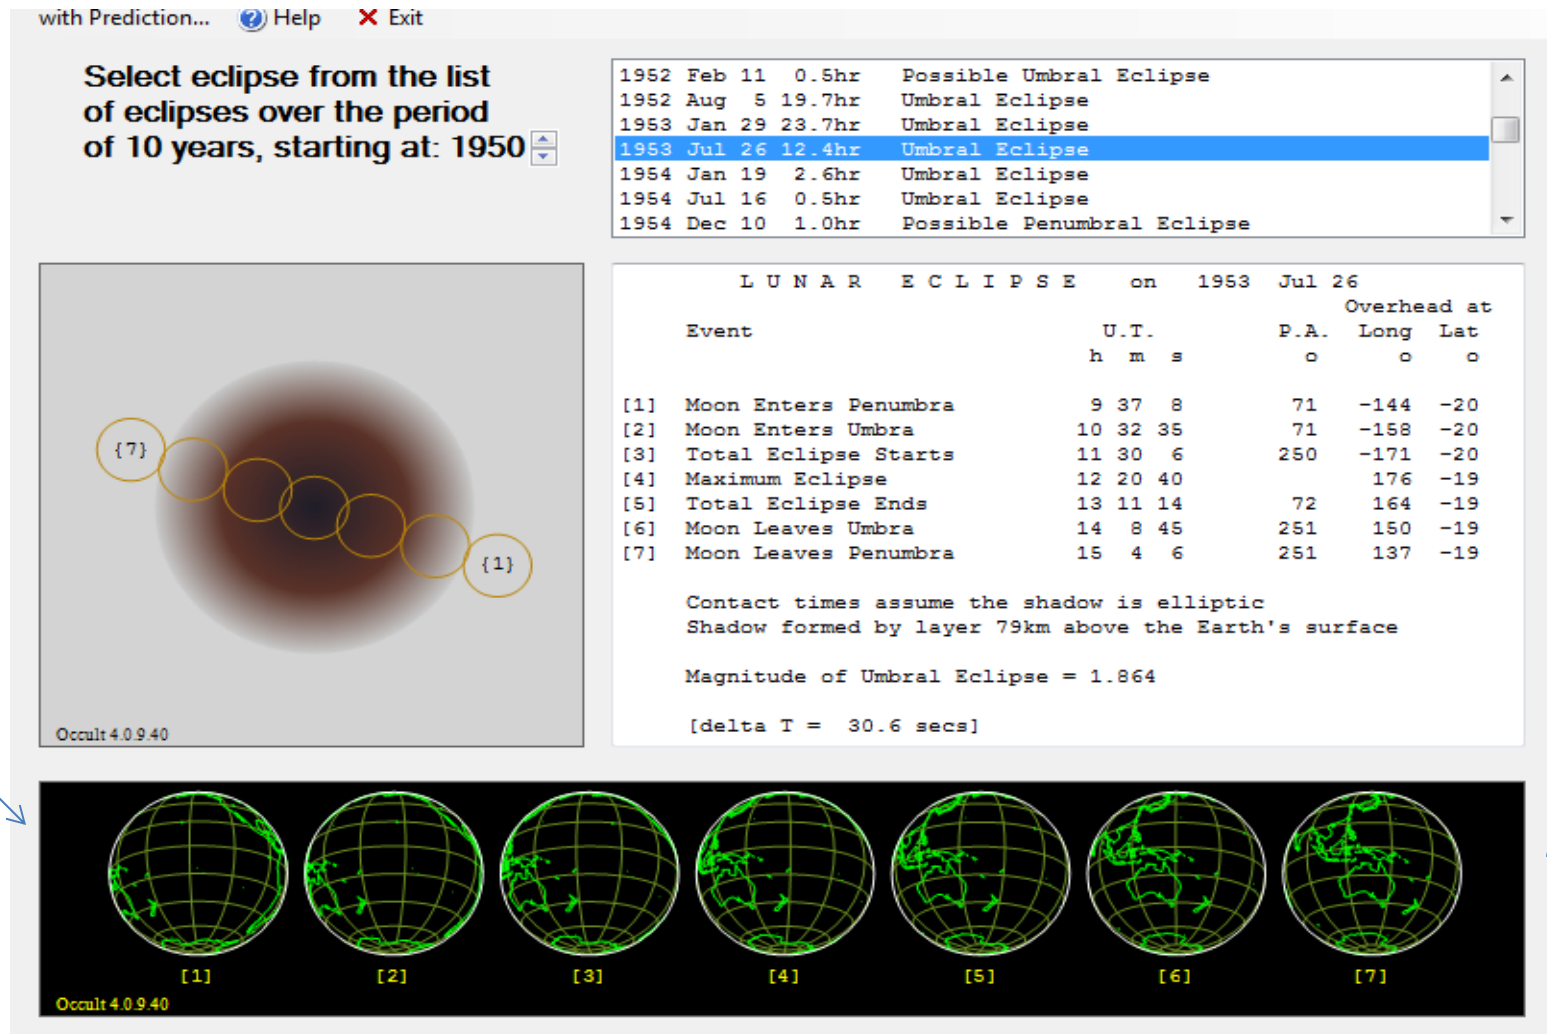 with Prediction... Help Exit
Select eclipse from the list
of eclipses over the period
of 10 years, starting at: 1950
1952 Feb 11 0.5hr Possible Umbral Eclipse
1952 Aug 5 19.7hr Umbral Eclipse
1953 Jan 29 23.7hr Umbral Eclipse
1953 Jul 26 12.4hr Umbral Eclipse
1954 Jan 19 2.6hr Umbral Eclipse
1954 Jul 16 0.5hr Umbral Eclipse
1954 Dec 10 1.0hr Possible Penumbral Eclipse
{7}
{1}
Occult 4.0.9.40
L U N A R E C L I P S E on 1953 Jul 26
Overhead at
Event U.T. P.A. Long Lat
h m s o o o
[1] Moon Enters Penumbra 9 37 8 71 -144 -20
[2] Moon Enters Umbra 10 32 35 71 -158 -20
[3] Total Eclipse Starts 11 30 6 250 -171 -20
[4] Maximum Eclipse 12 20 40 176 -19
[5] Total Eclipse Ends 13 11 14 72 164 -19
[6] Moon Leaves Umbra 14 8 45 251 150 -19
[7] Moon Leaves Penumbra 15 4 6 251 137 -19
Contact times assume the shadow is elliptic
Shadow formed by layer 79km above the Earth's surface
Magnitude of Umbral Eclipse = 1.864
[delta T = 30.6 secs]
[1] [2] [3] [4] [5] [6] [7]
Occult 4.0.9.40